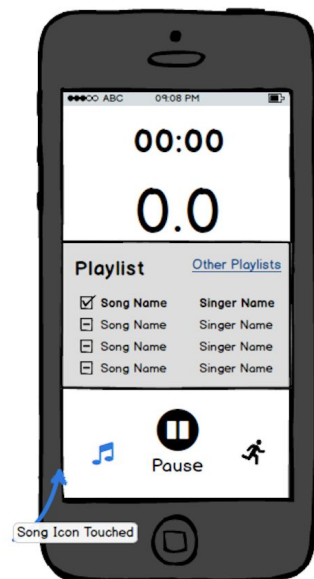 ABC 09:08 PM
00:00
0.0
Playlist Other Playlists
Song Name Singer Name
Song Name Singer Name
Song Name Singer Name
Song Name Singer Name
Pause
Song Icon Touched